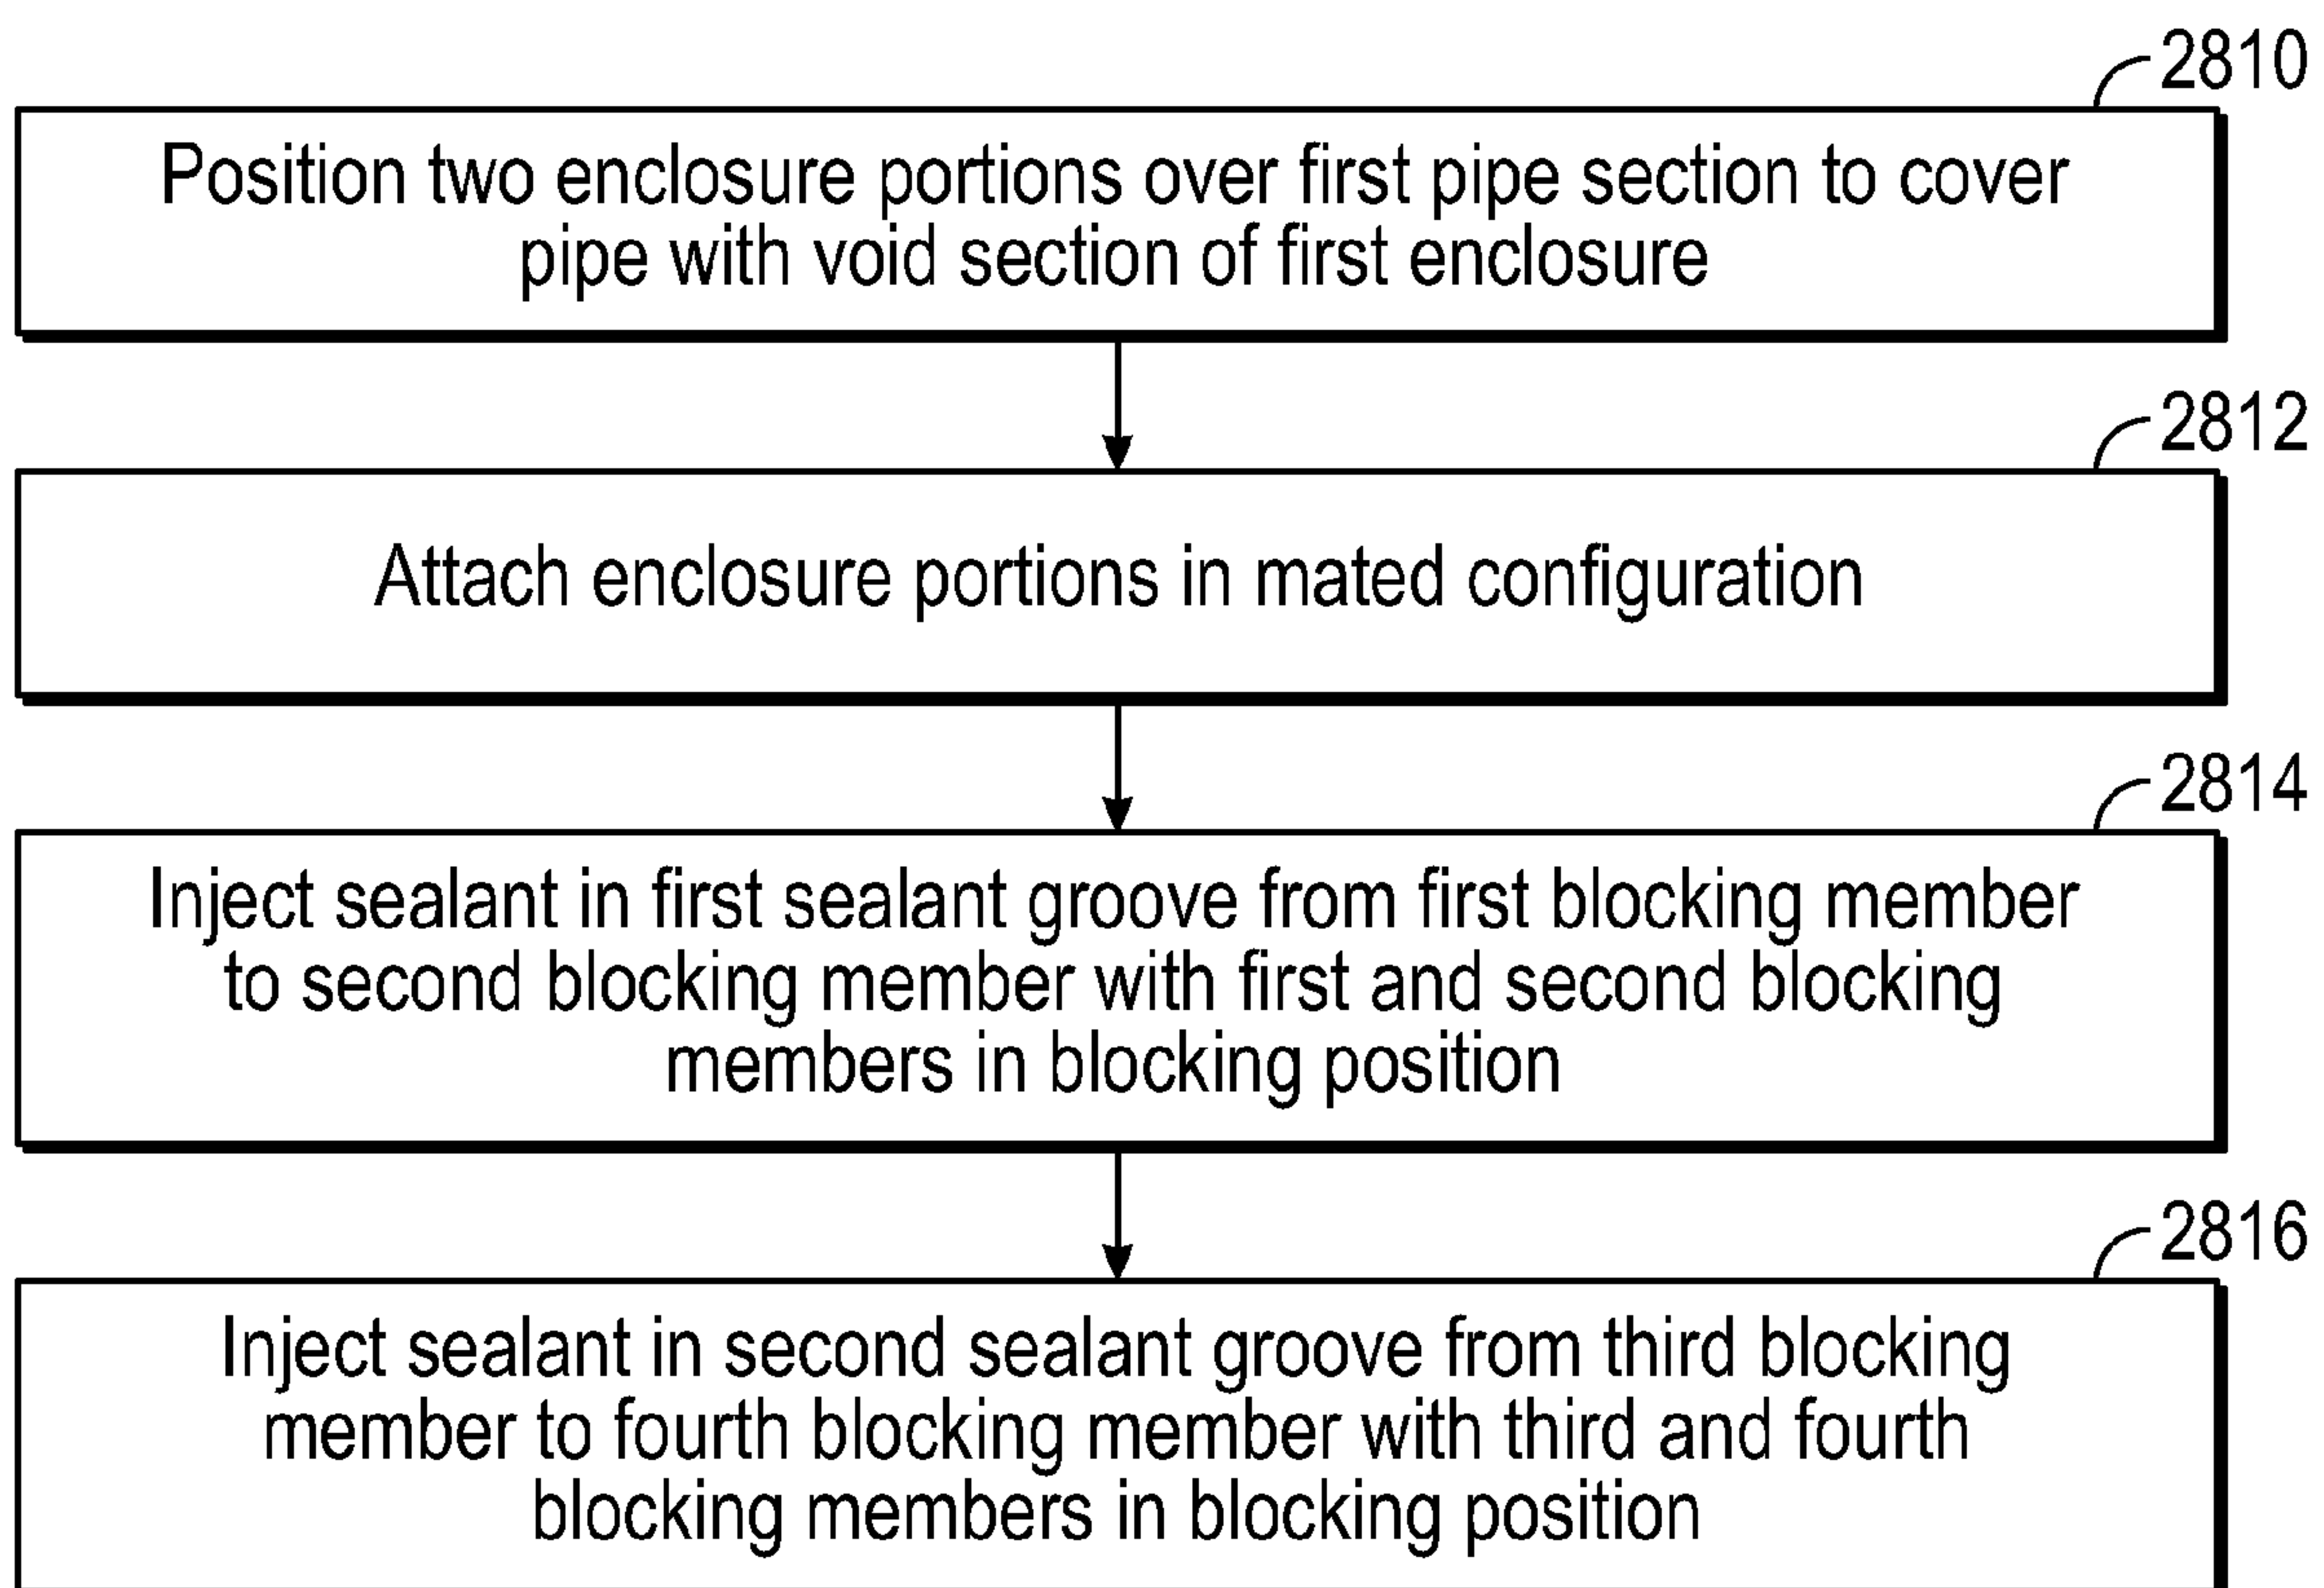 2810
Position two enclosure portions over first pipe section to cover
pipe with void section of first enclosure
2812
Attach enclosure portions in mated configuration
2814
Inject sealant in first sealant groove from first blocking member
to second blocking member with first and second blocking
members in blocking position
2816
Inject sealant in second sealant groove from third blocking
member to fourth blocking member with third and fourth
blocking members in blocking position